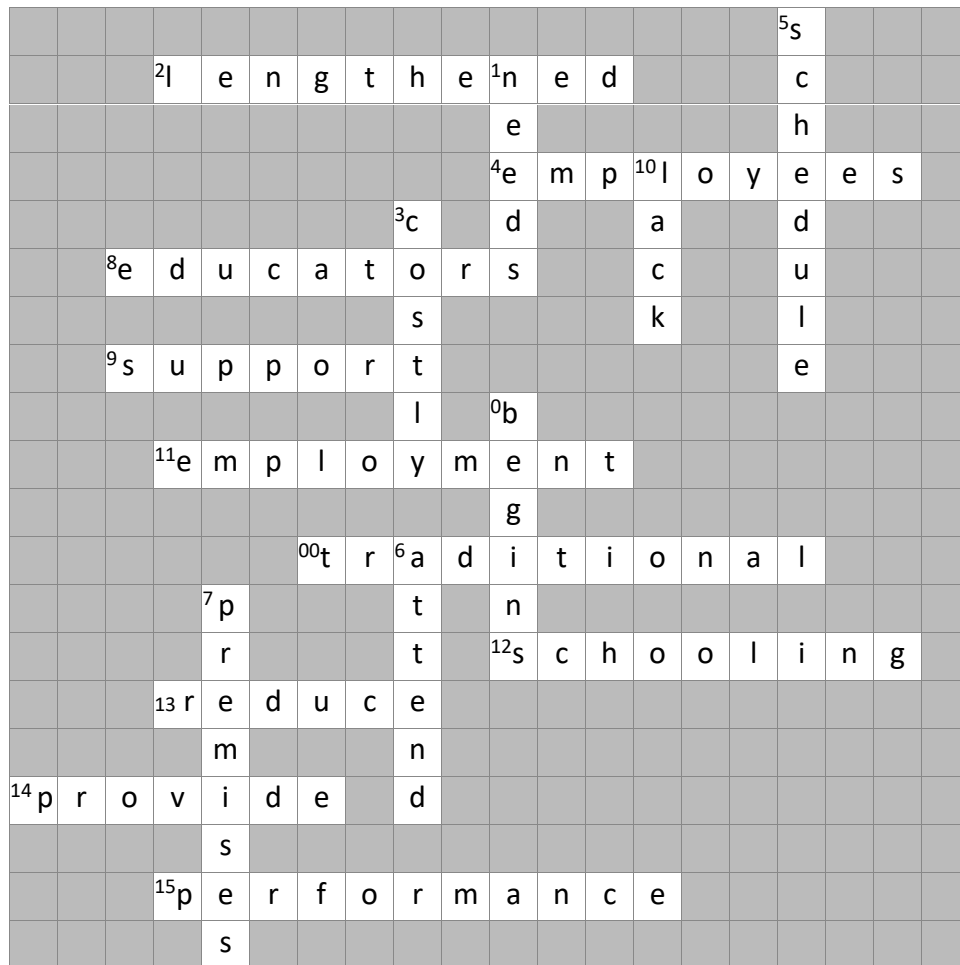 5s
2l e n g t h e 1n e d c
e h
4e m p 10l o y e e s
3c d a d
8e d u c a t o r s c u
s k l
9s u p p o r t e
l 0b
11e m p l o y m e n t
g
00t r 6a d i t i o n a l
7p t n
r t 12s c h o o l i n g
13 r e d u c e
m n
14p r o v i d e d
s
15p e r f o r m a n c e
s